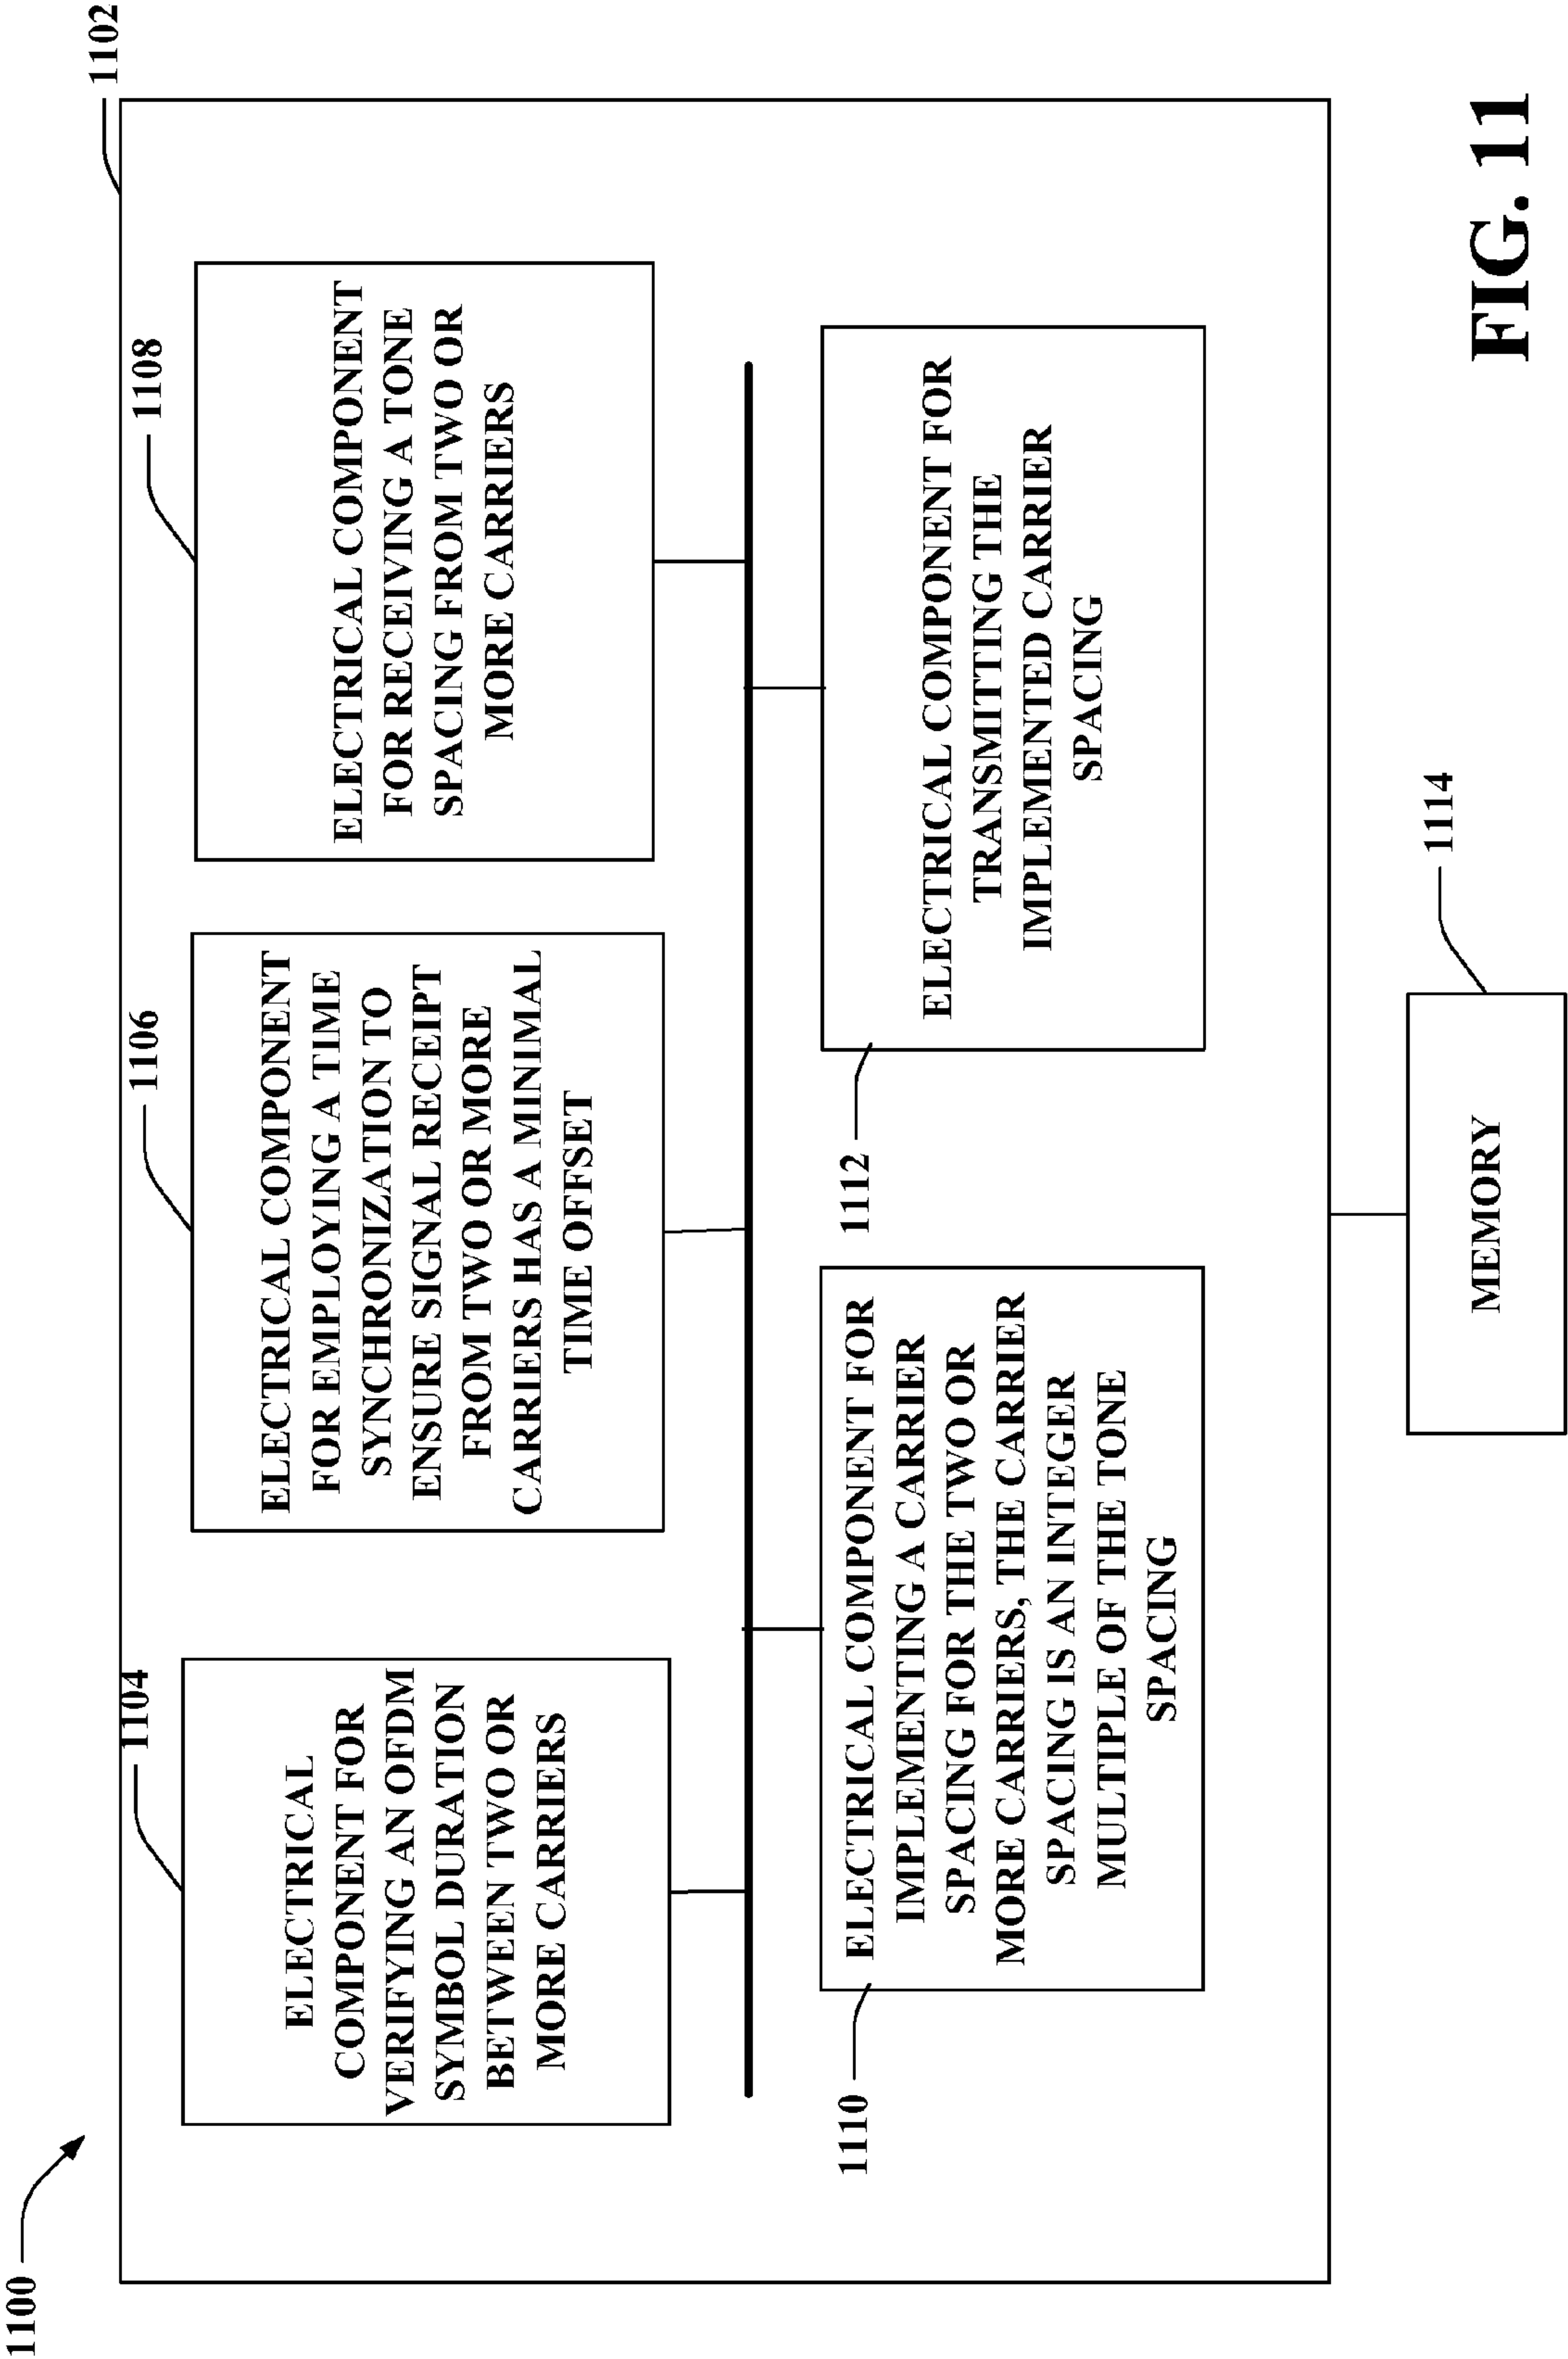 1100
1102
1104
ELECTRICAL
COMPONENT FOR
VERIFYING AN OFDM
SYMBOL DURATION
BETWEEN TWO OR
MORE CARRIERS
1106
ELECTRICAL COMPONENT
FOR EMPLOYING A TIME
SYNCHRONIZATION TO
ENSURE SIGNAL RECEIPT
FROM TWO OR MORE
CARRIERS HAS A MINIMAL
TIME OFFSET
1108
ELECTRICAL COMPONENT
FOR RECEIVING A TONE
SPACING FROM TWO OR
MORE CARRIERS
1110
ELECTRICAL COMPONENT FOR
IMPLEMENTING A CARRIER
SPACING FOR THE TWO OR
MORE CARRIERS, THE CARRIER
SPACING IS AN INTEGER
MULTIPLE OF THE TONE
SPACING
1112
ELECTRICAL COMPONENT FOR
TRANSMITTING THE
IMPLEMENTED CARRIER
SPACING
1114
MEMORY
FIG. 11